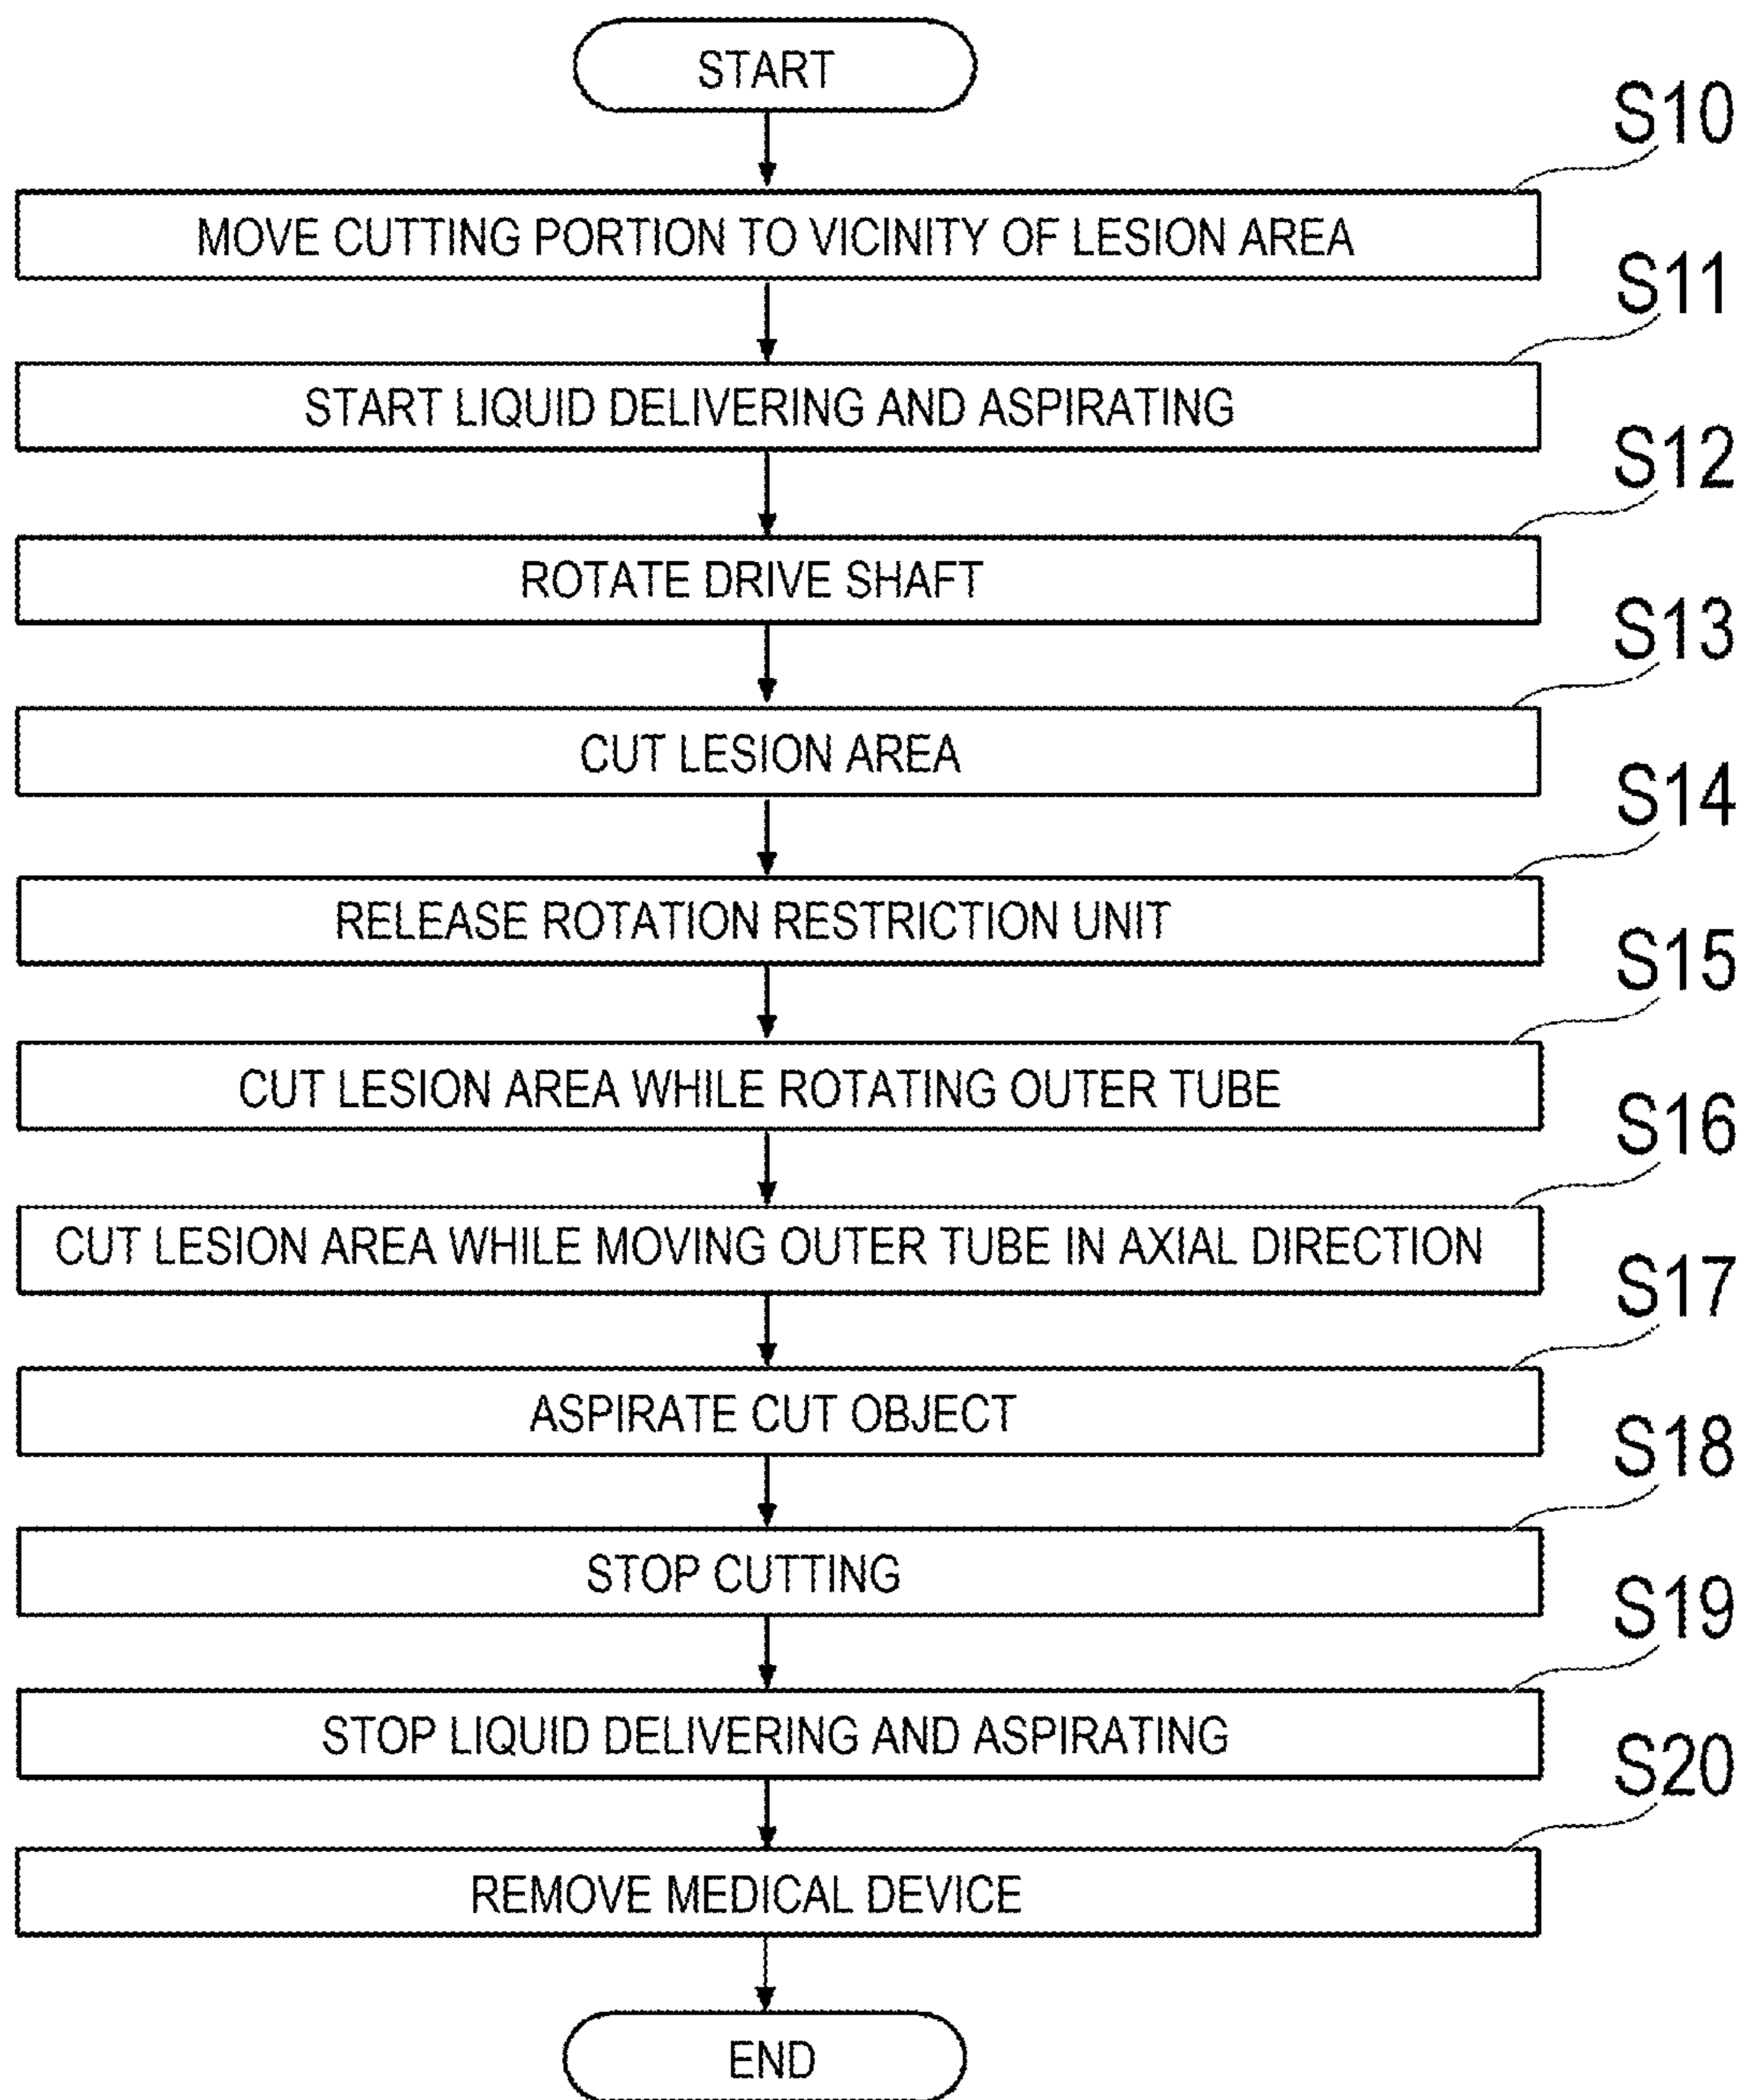 START
S10
MOVE CUTTING PORTION TO VICINITY OF LESION AREA
S11
START LIQUID DELIVERING AND ASPIRATING
S12
ROTATE DRIVE SHAFT
S13
CUT LESION AREA
S14
RELEASE ROTATION RESTRICTION UNIT
S15
CUT LESION AREA WHILE ROTATING OUTER TUBE
S16
CUT LESION AREA WHILE MOVING OUTER TUBE IN AXIAL DIRECTION
S17
ASPIRATE CUT OBJECT
S18
STOP CUTTING
S19
STOP LIQUID DELIVERING AND ASPIRATING
S20
REMOVE MEDICAL DEVICE
END